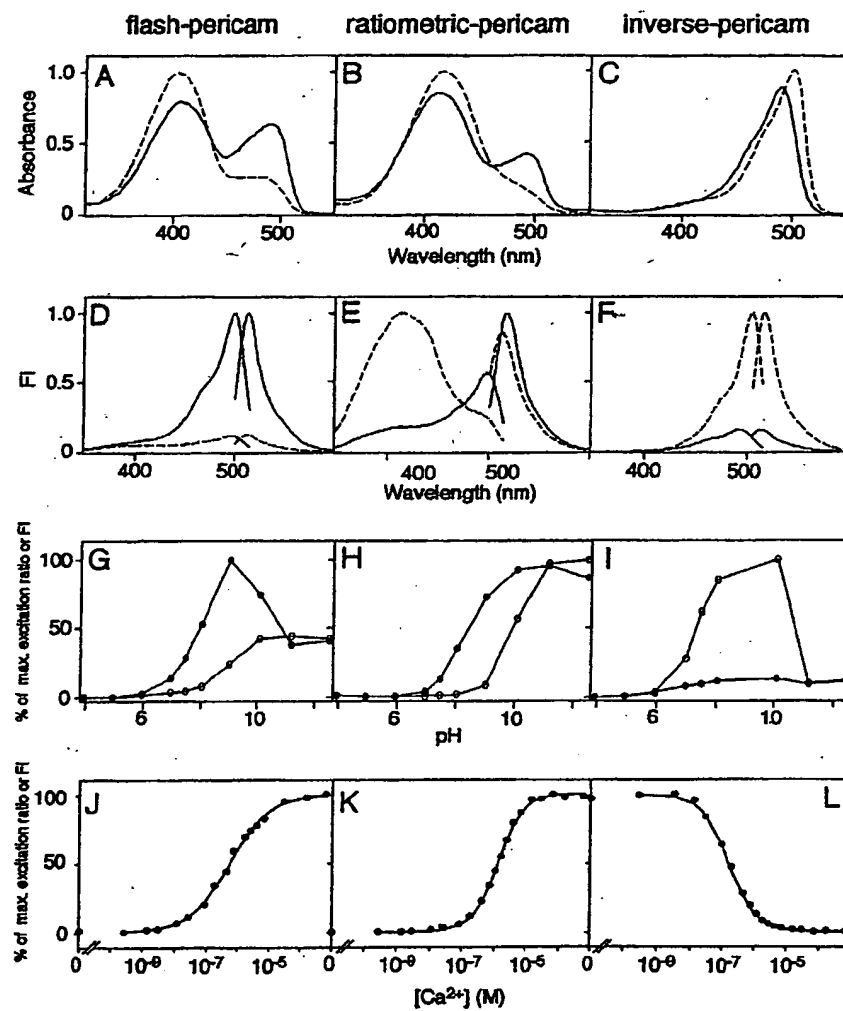 flash-pericam ratiometric-pericam inverse-pericam
A B C
Absorbance
1.0
0.5
0
400 500 400 500 400 500
Wavelength (nm)
D E F
FI
1.0
0.5
0
400 500 400 500 400 500
Wavelength (nm)
G H I
% of max. excitation ratio or FI
100
50
0
6 10 6 10 6 1.0
pH
J K L
% of max. excitation ratio or FI
100
50
0
0 10-9 10-7 10-5 0 10-9 10-7 10-5 0 10-9 10-7 10-5
[Ca2+] (M)